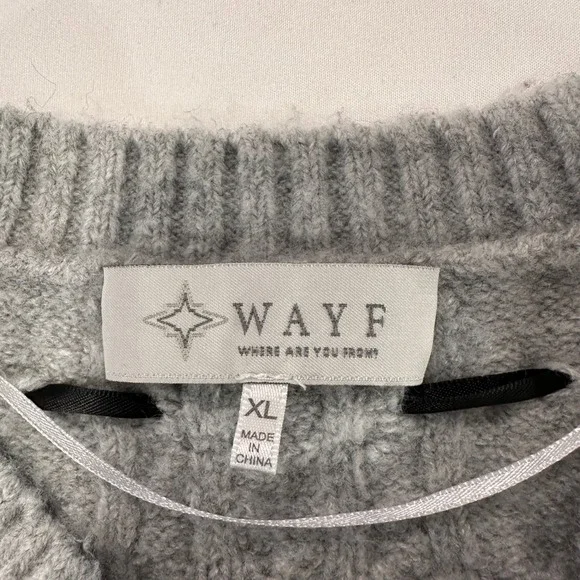 WAYF
WHERE ARE YOU FROM?
XL
MADE
IN
CHINA